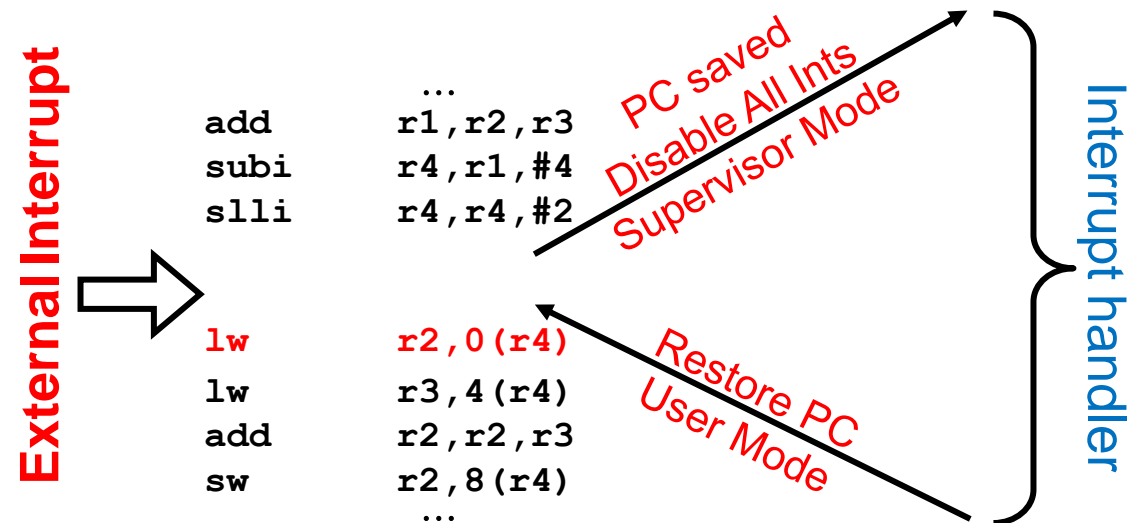 External Interrupt
…
add r1,r2,r3
subi r4,r1,#4
slli r4,r4,#2
lw r2,0(r4)
lw r3,4(r4)
add r2,r2,r3
sw r2,8(r4)
…
PC saved
Disable All Ints
Supervisor Mode
Restore PC
User Mode
Interrupt handler